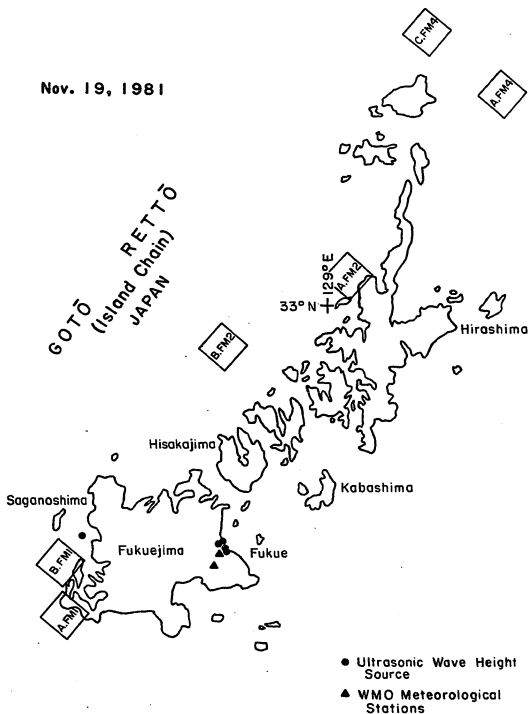 C.FM4
A.FM4
Nov. 19, 1981
GOTŌ RETTŌ
(Island Chain)
JAPAN
A.FM2
129°E
33°N
Hirashima
B.FM2
Hisakajima
Kabashima
Saganoshima
Fukuejima
Fukue
B.FM1
A.FM1
● Ultrasonic Wave Height
Source
▲ WMO Meteorological
Stations